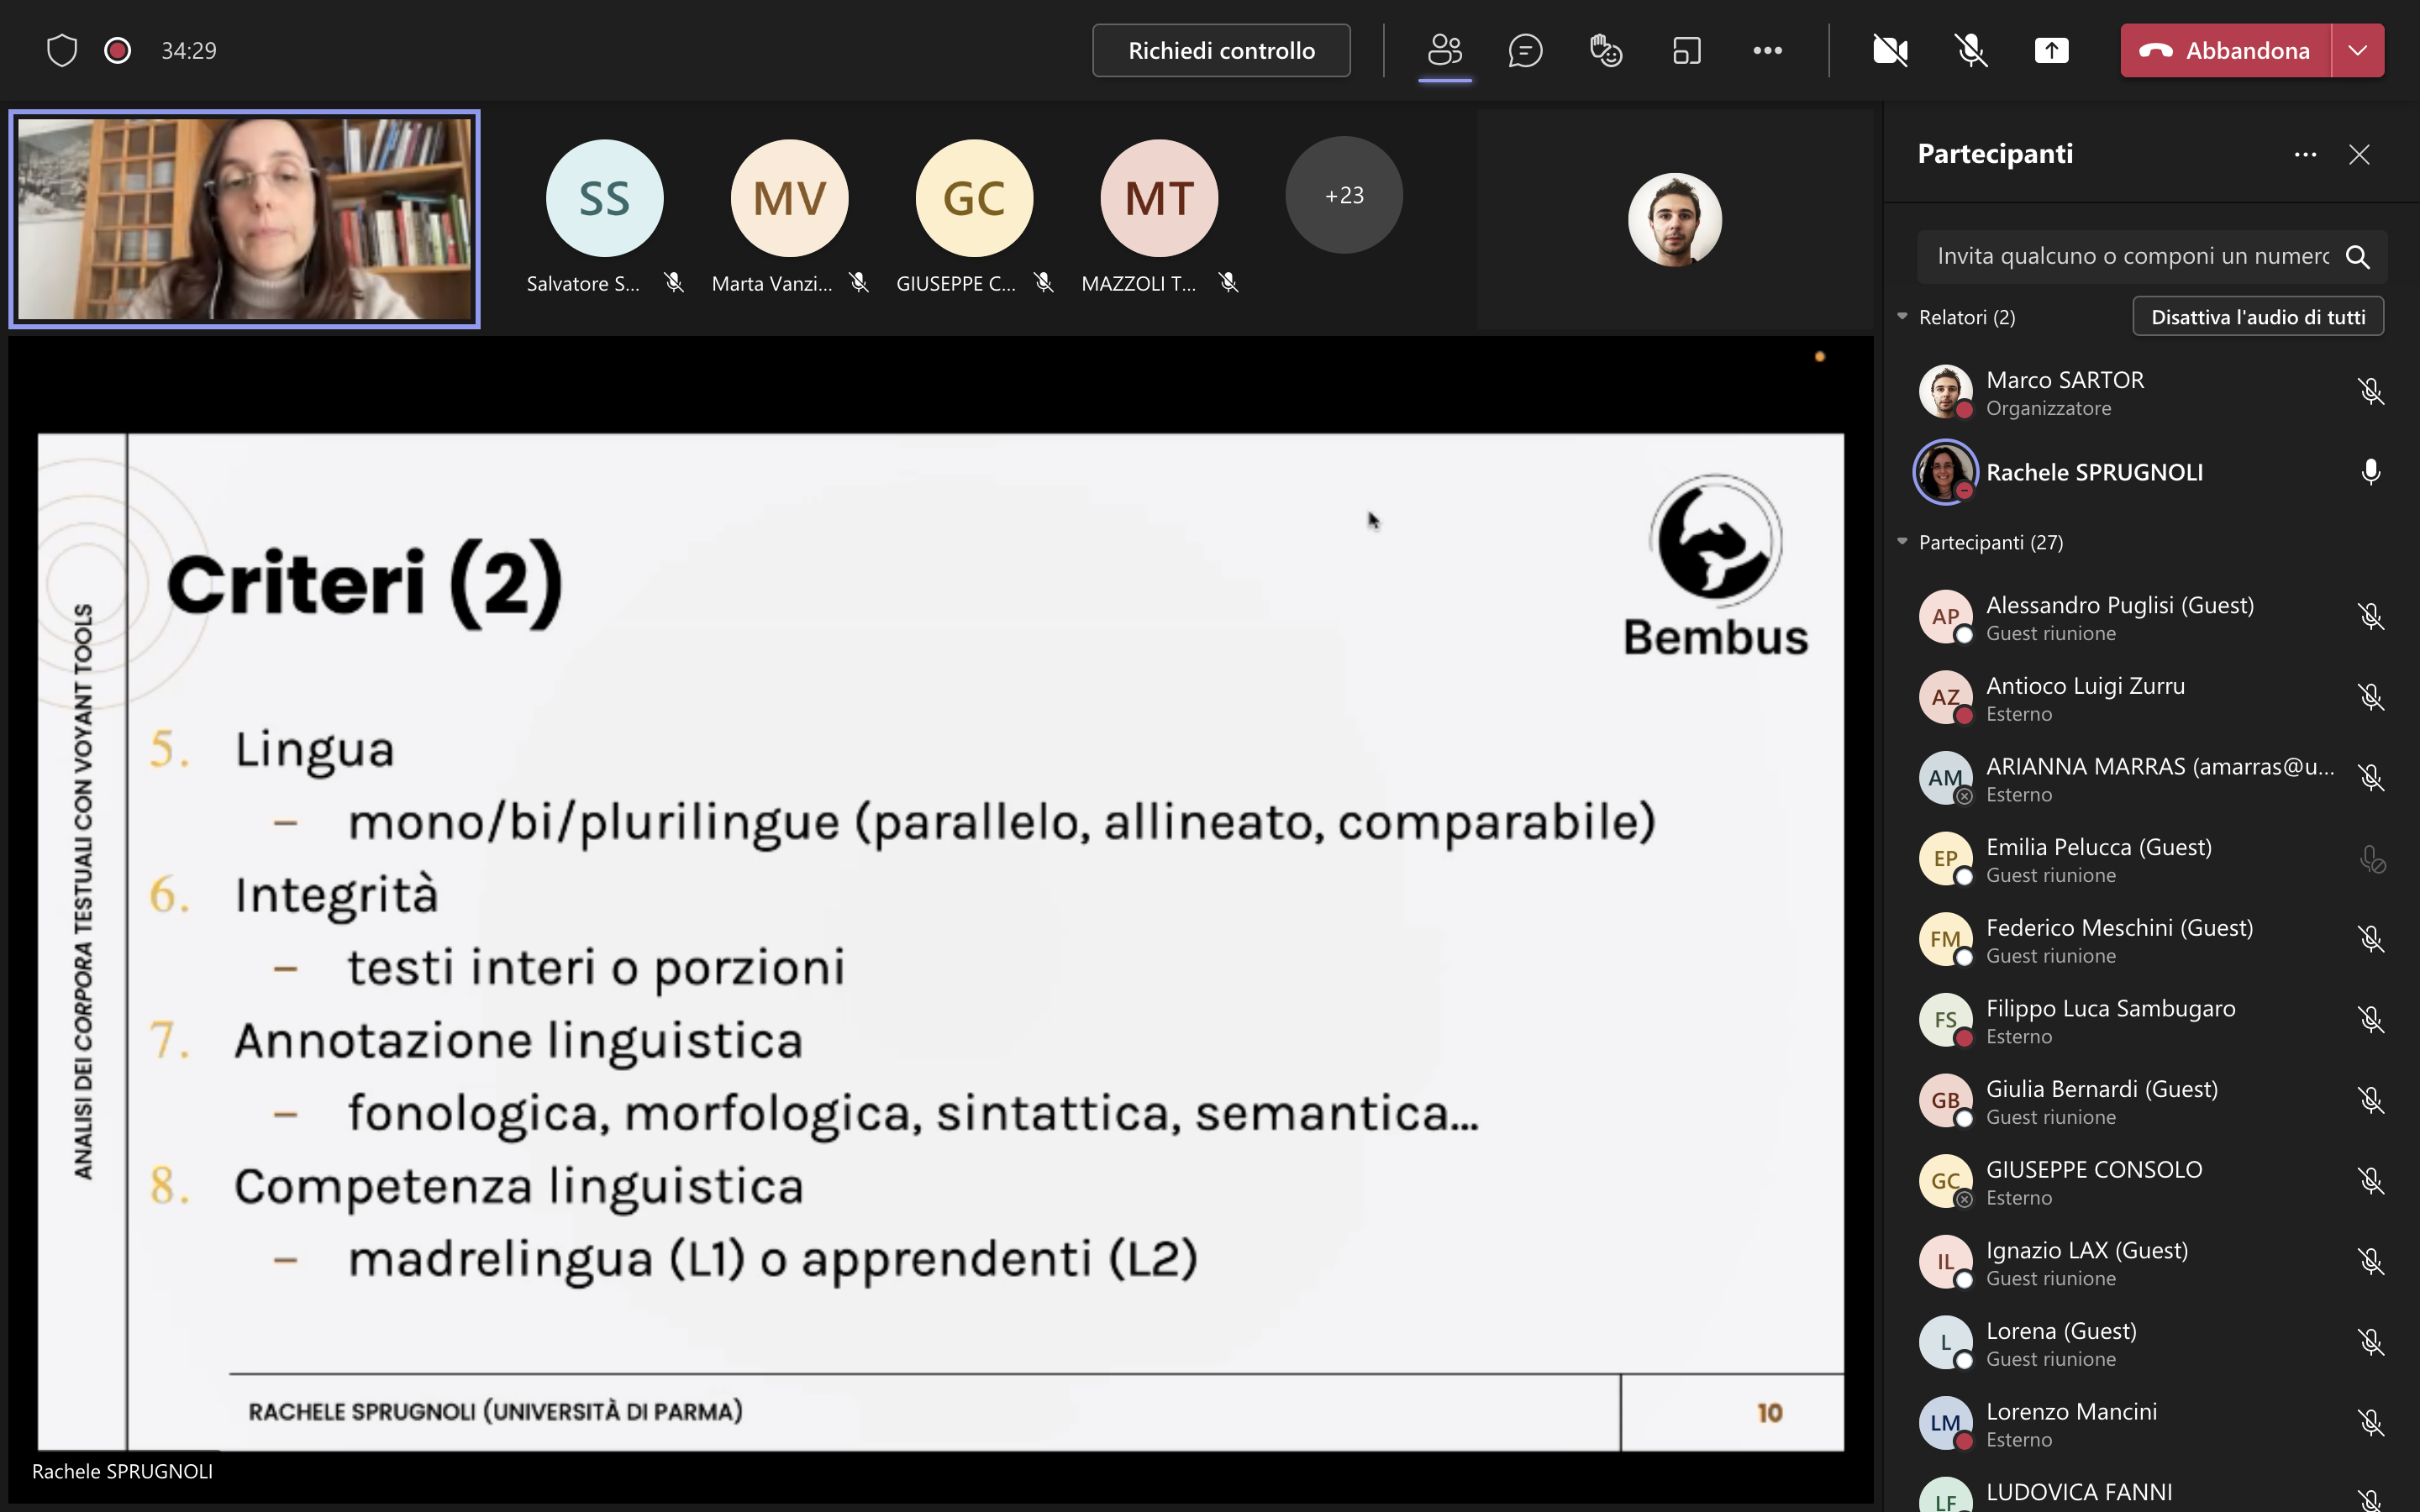 34:29
Richiedi controllo
Abbandona
SS
MV
GC
MT
+23
Salvatore S...
Marta Vanzi...
GIUSEPPE C...
MAZZOLI T...
Criteri (2)
Bembus
ANALISI DEI CORPORA TESTUALI CON VOYANT TOOLS
5. Lingua
– mono/bi/plurilingue (parallelo, allineato, comparabile)
6. Integrità
– testi interi o porzioni
7. Annotazione linguistica
– fonologica, morfologica, sintattica, semantica...
8. Competenza linguistica
– madrelingua (L1) o apprendenti (L2)
RACHELE SPRUGNOLI (UNIVERSITÀ DI PARMA)
10
Rachele SPRUGNOLI
Partecipanti
Invita qualcuno o componi un numero
Relatori (2)
Disattiva l'audio di tutti
Marco SARTOR
Organizzatore
Rachele SPRUGNOLI
Partecipanti (27)
AP
Alessandro Puglisi (Guest)
Guest riunione
AZ
Antioco Luigi Zurru
Esterno
AM
ARIANNA MARRAS (amarras@u...
Esterno
EP
Emilia Pelucca (Guest)
Guest riunione
FM
Federico Meschini (Guest)
Guest riunione
FS
Filippo Luca Sambugaro
Esterno
GB
Giulia Bernardi (Guest)
Guest riunione
GC
GIUSEPPE CONSOLO
Esterno
IL
Ignazio LAX (Guest)
Guest riunione
L
Lorena (Guest)
Guest riunione
LM
Lorenzo Mancini
Esterno
LF
LUDOVICA FANNI